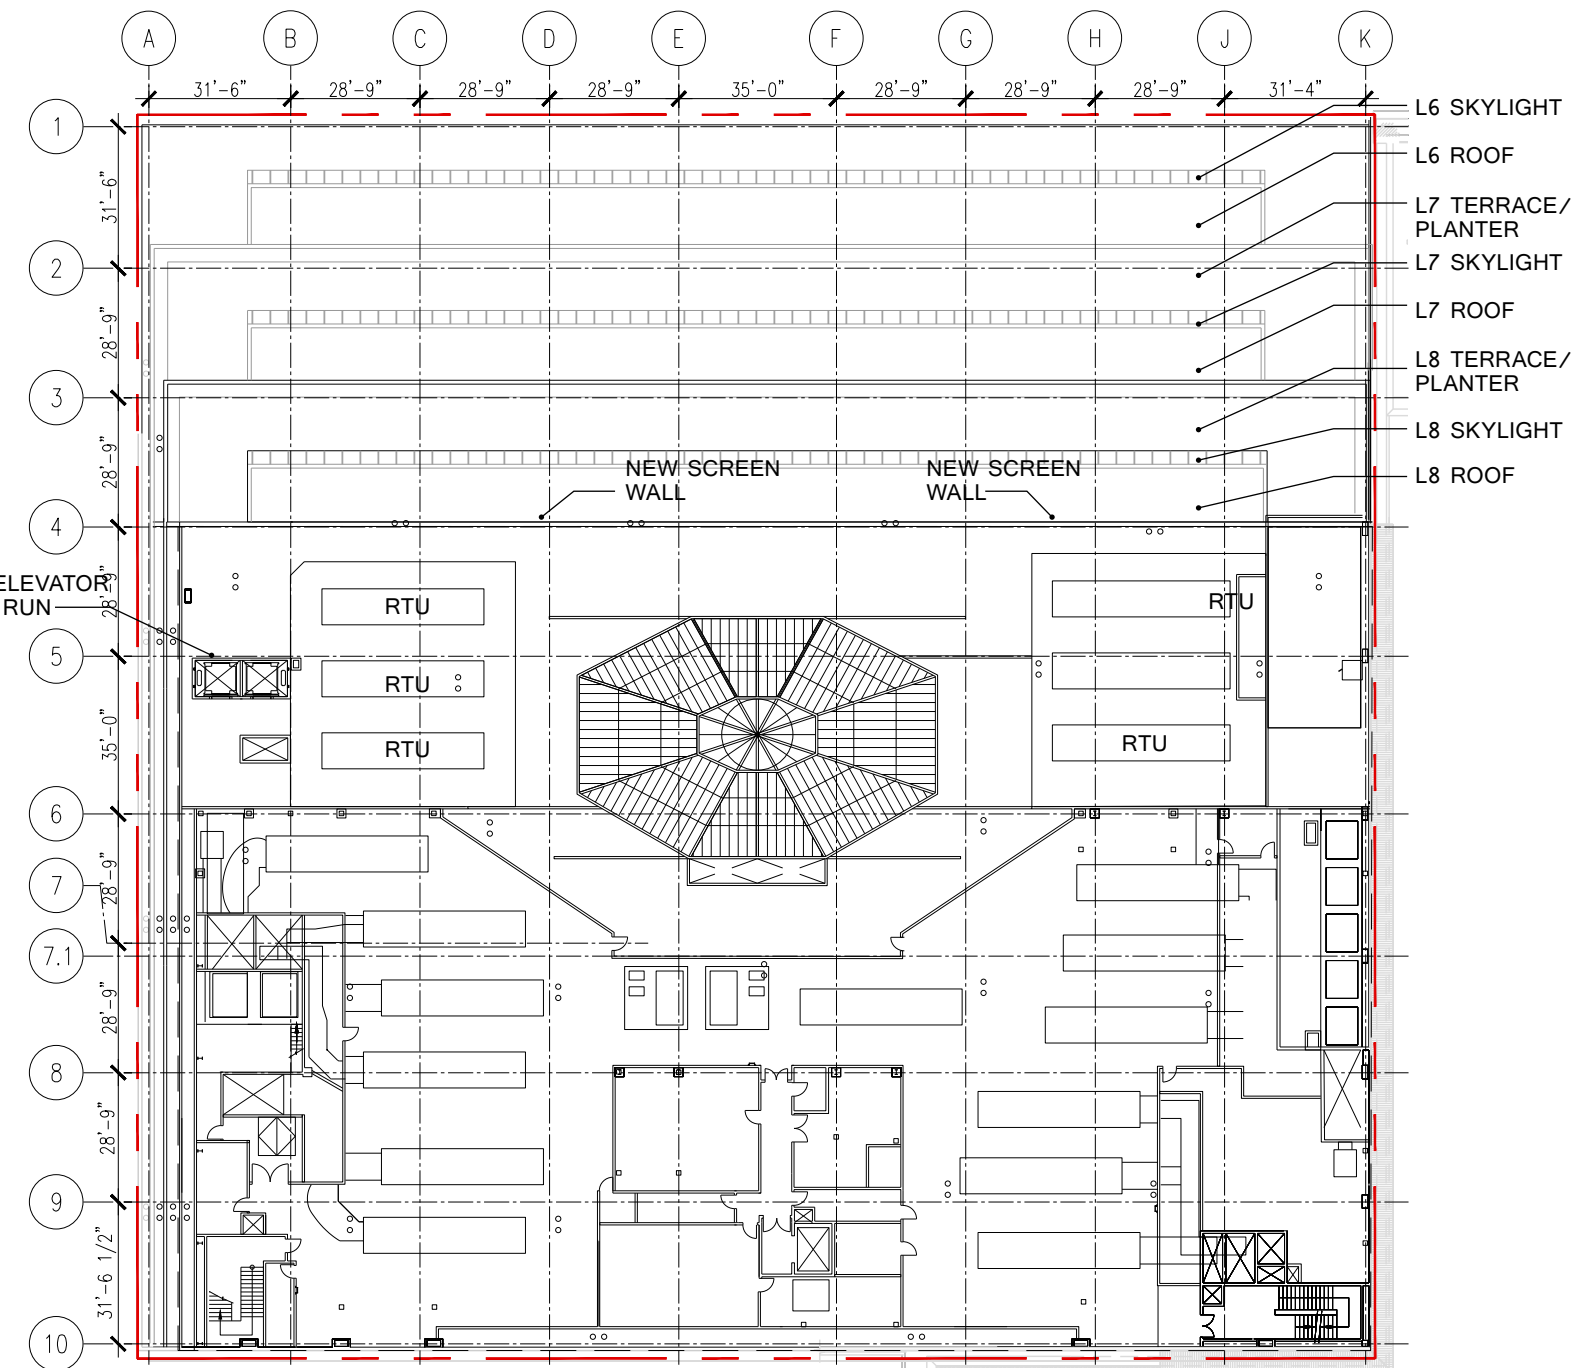 A B C D E F G H J K
31'-6" 28'-9" 28'-9" 28'-9" 35'-0" 28'-9" 28'-9" 28'-9" 31'-4"
L6 SKYLIGHT
1
L6 ROOF
31'-6"
L7 TERRACE/
PLANTER
2
L7 SKYLIGHT
L7 ROOF
28'-9"
L8 TERRACE/
PLANTER
3
L8 SKYLIGHT
28'-9"
NEW SCREEN
WALL
NEW SCREEN
WALL
L8 ROOF
4
ELEVATOR
RUN
28'-9"
RTU
RTU
5
RTU
35'-0"
RTU
RTU
6
28'-9"
7
7.1
28'-9"
8
28'-9"
9
31'-6 1/2"
10